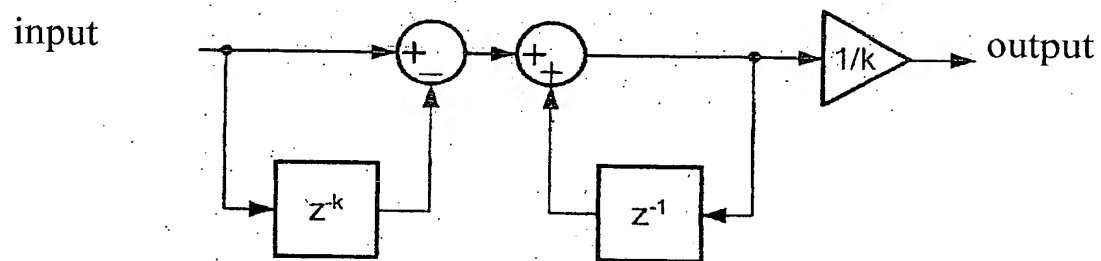 input
+
−
+
+
1/k
output
z⁻ᵏ
z⁻¹